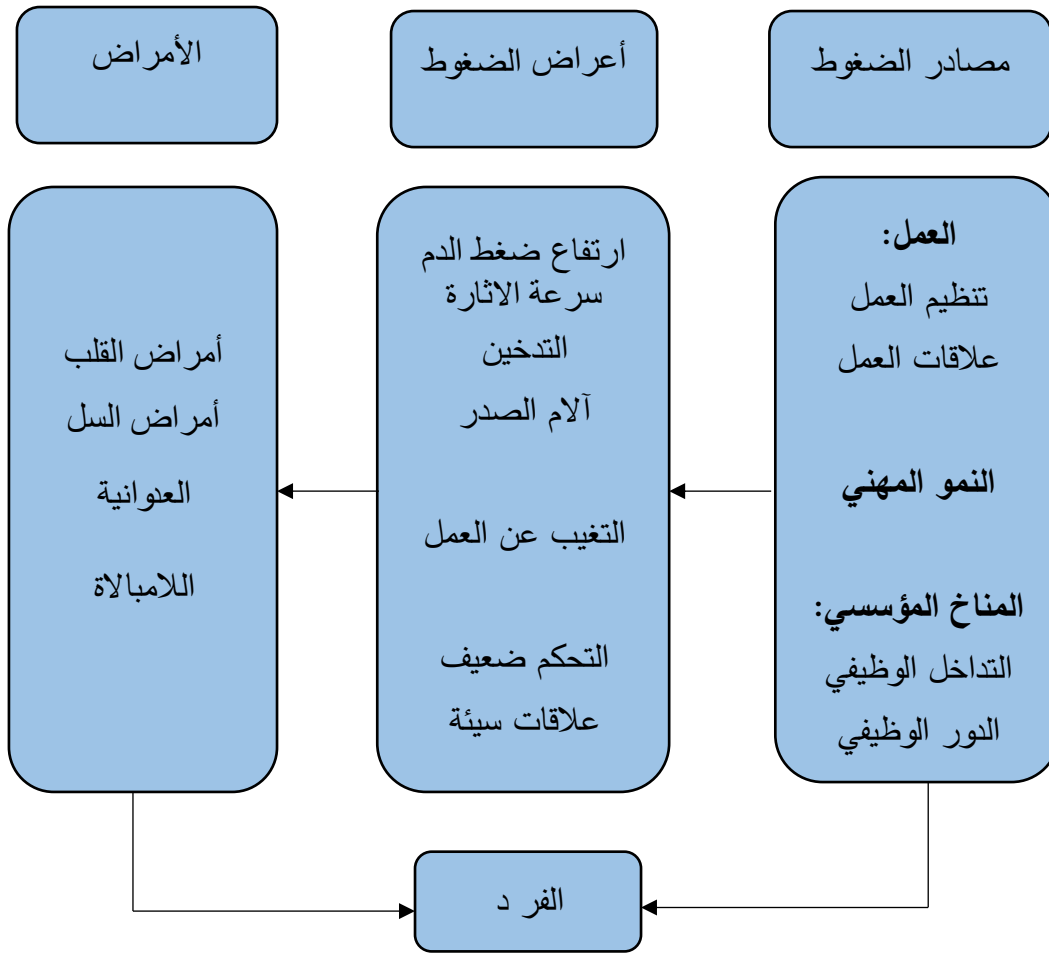 مصادر الضغوط
أعراض الضغوط
الأمراض
العمل:
تنظيم العمل
علاقات العمل
النمو المهني
المناخ المؤسسي:
التداخل الوظيفي
الدور الوظيفي
ارتفاع ضغط الدم
سرعة الاثارة
التدخين
آلام الصدر
التغيب عن العمل
التحكم ضعيف
علاقات سيئة
أمراض القلب
أمراض السل
العدوانية
اللامبالاة
الفر د